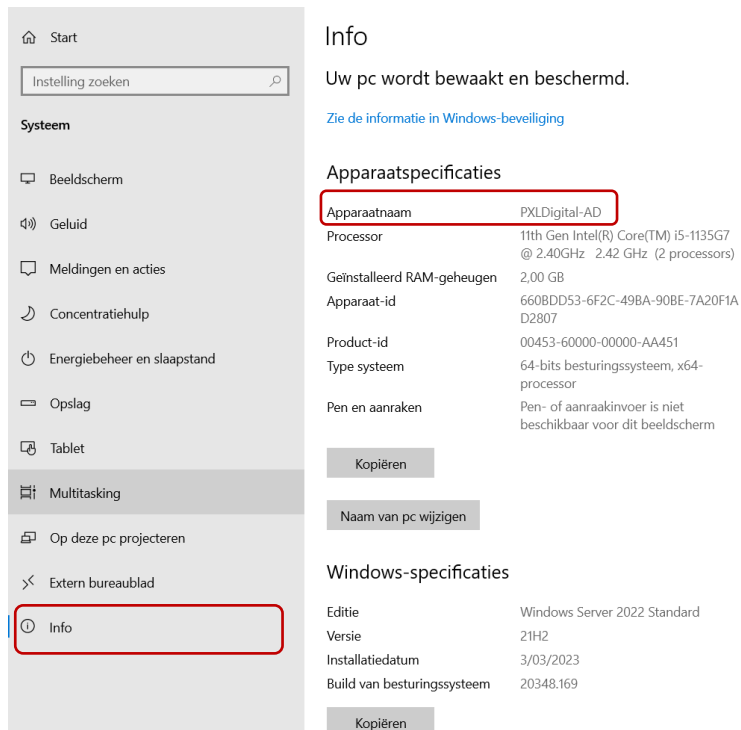 Start
Instelling zoeken
Systeem
Beeldscherm
Geluid
Meldingen en acties
Concentratiehulp
Energiebeheer en slaapstand
Opslag
Tablet
Multitasking
Op deze pc projecteren
Extern bureaublad
Info
Info
Uw pc wordt bewaakt en beschermd.
Zie de informatie in Windows-beveiliging
Apparaatspecificaties
Apparaatnaam PXLDigital-AD
Processor 11th Gen Intel(R) Core(TM) i5-1135G7
@ 2.40GHz 2.42 GHz (2 processors)
Geïnstalleerd RAM-geheugen 2,00 GB
Apparaat-id 660BDD53-6F2C-49BA-90BE-7A20F1A
D2807
Product-id 00453-60000-00000-AA451
Type systeem 64-bits besturingssysteem, x64-
processor
Pen en aanraken Pen- of aanraakinvoer is niet
beschikbaar voor dit beeldscherm
Kopiëren
Naam van pc wijzigen
Windows-specificaties
Editie Windows Server 2022 Standard
Versie 21H2
Installatiedatum 3/03/2023
Build van besturingssysteem 20348.169
Kopiëren